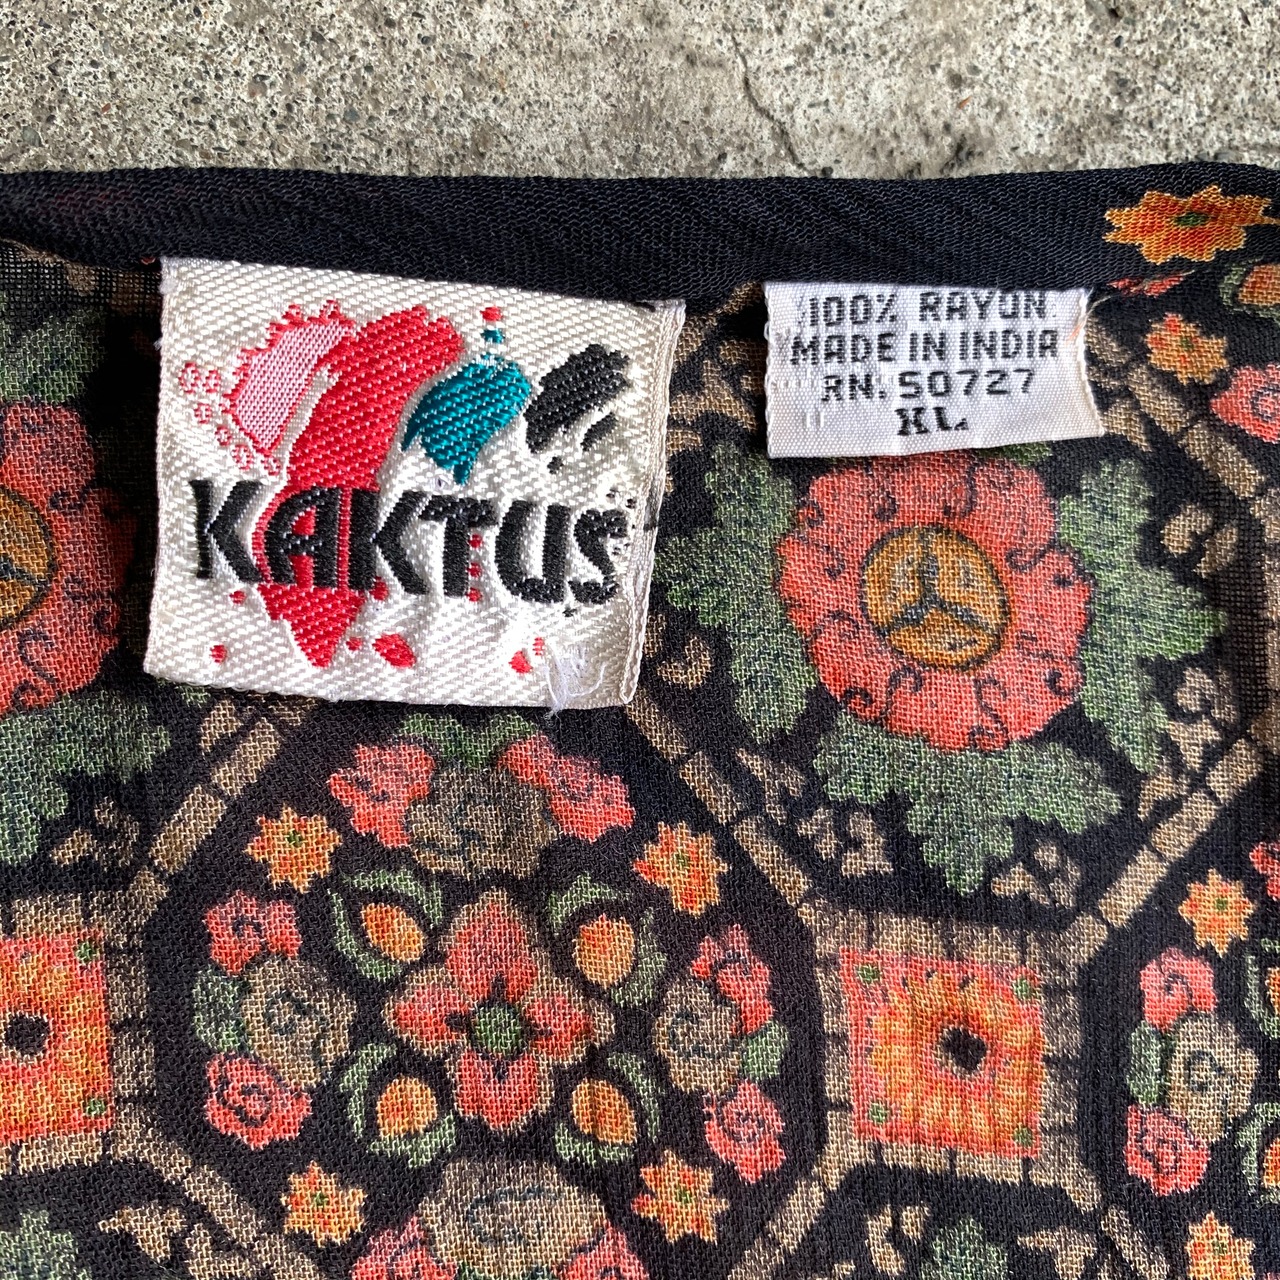 KAKTUS
100% RAYON
MADE IN INDIA
RN. 50727
XL